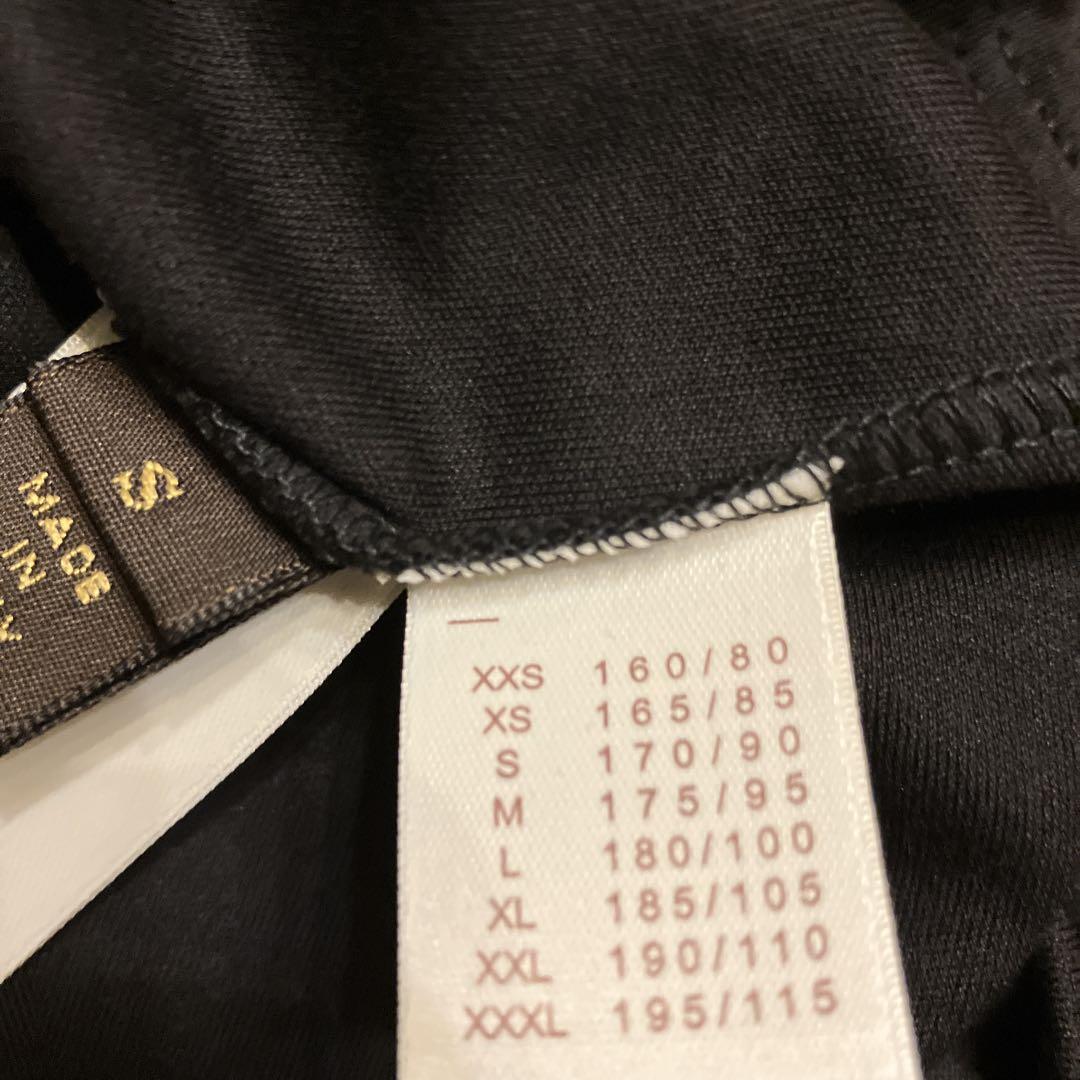 S
MADE
IN
—
XXS 160/80
XS 165/85
S 170/90
M 175/95
L 180/100
XL 185/105
XXL 190/110
XXXL 195/115